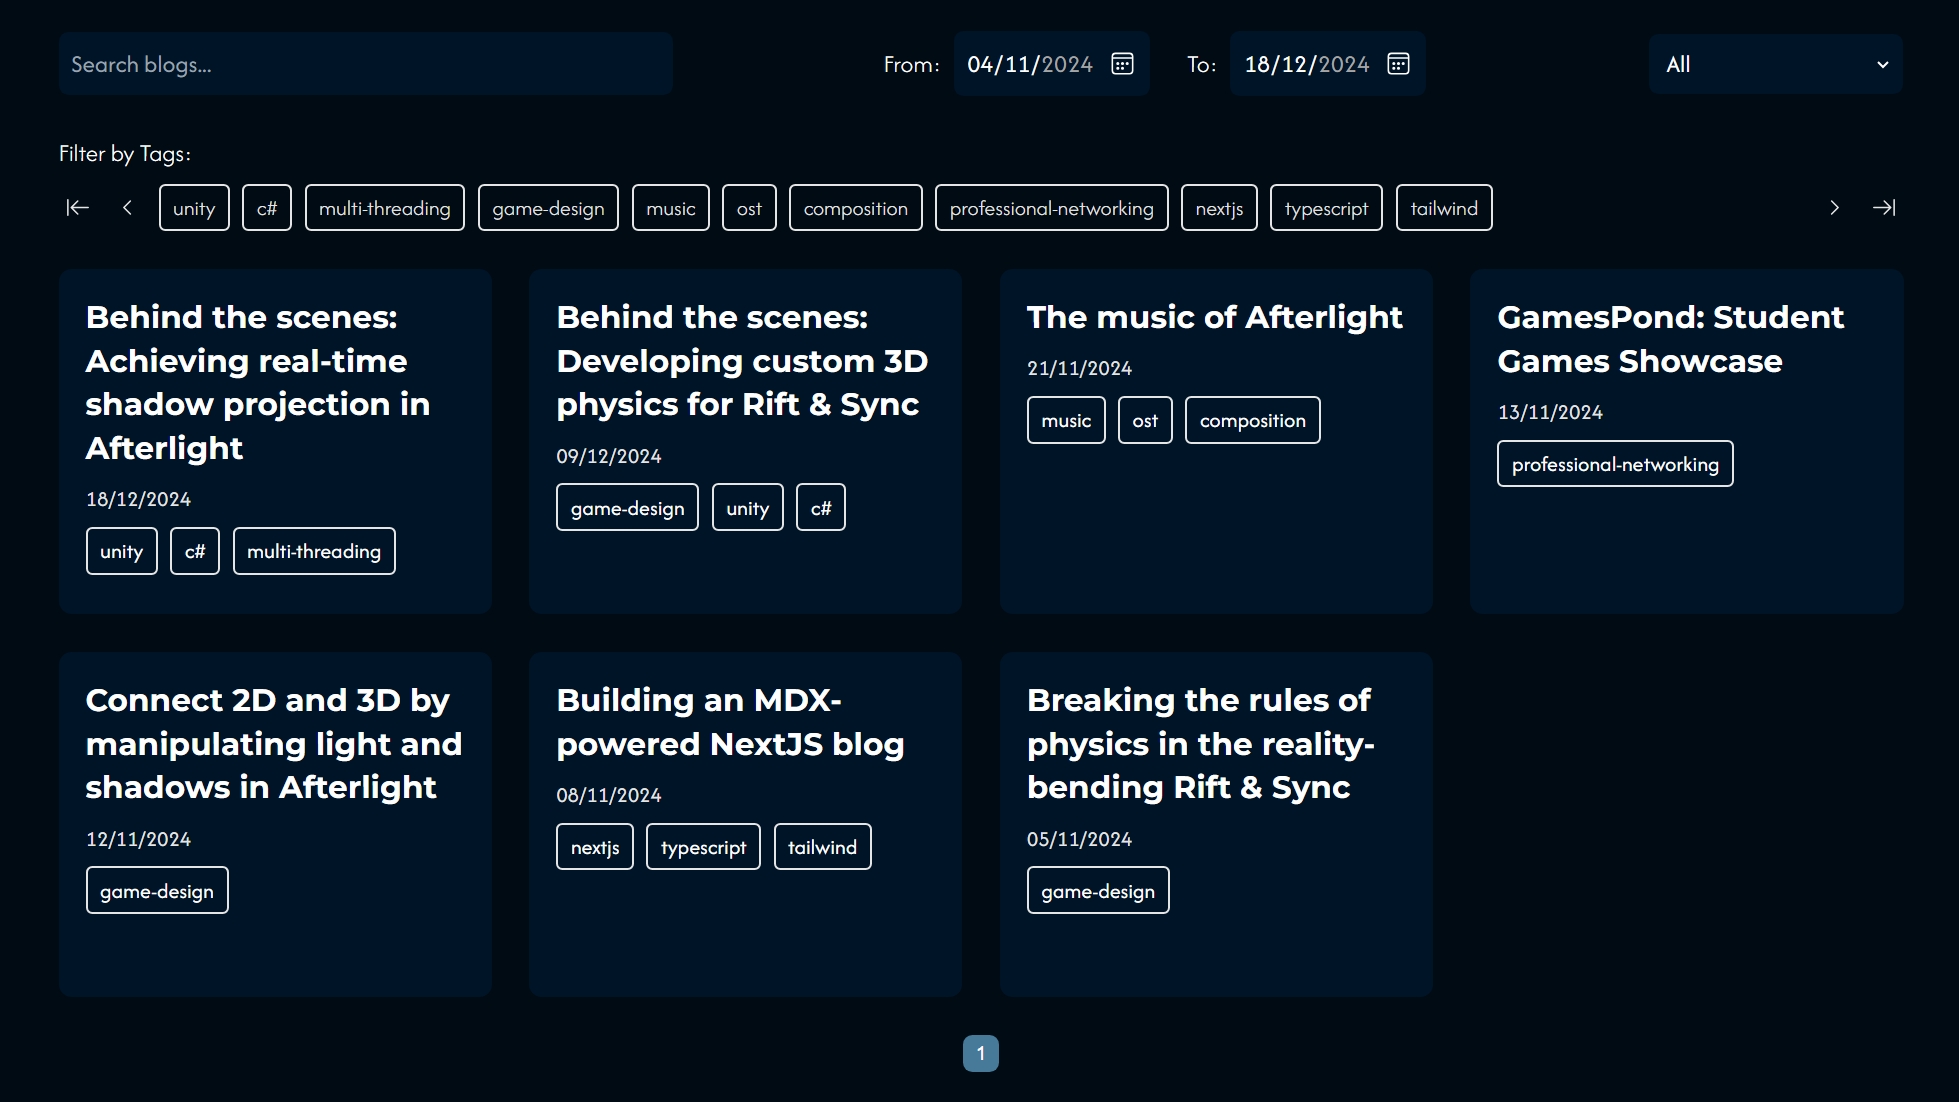 Search blogs...
From: 04/11/2024
To: 18/12/2024
All
Filter by Tags:
unity c# multi-threading game-design music ost composition professional-networking nextjs typescript tailwind
Behind the scenes:
Achieving real-time
shadow projection in
Afterlight
18/12/2024
unity c# multi-threading
Behind the scenes:
Developing custom 3D
physics for Rift & Sync
09/12/2024
game-design unity c#
The music of Afterlight
21/11/2024
music ost composition
GamesPond: Student
Games Showcase
13/11/2024
professional-networking
Connect 2D and 3D by
manipulating light and
shadows in Afterlight
12/11/2024
game-design
Building an MDX-
powered NextJS blog
08/11/2024
nextjs typescript tailwind
Breaking the rules of
physics in the reality-
bending Rift & Sync
05/11/2024
game-design
1